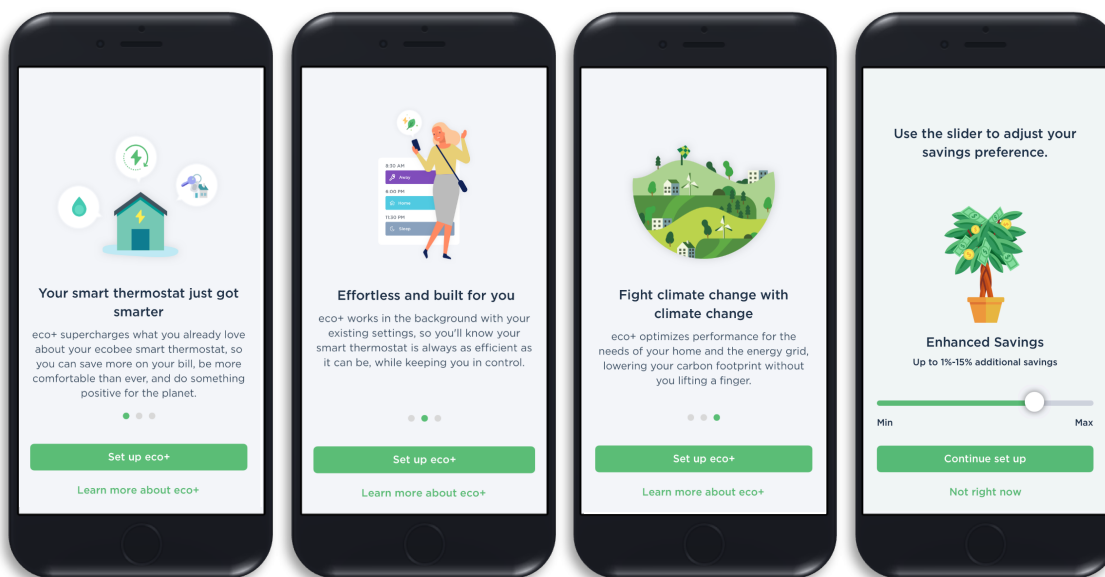 Your smart thermostat just got
smarter
eco+ supercharges what you already love
about your ecobee smart thermostat, so
you can save more on your bill, be more
comfortable than ever, and do something
positive for the planet.
Set up eco+
Learn more about eco+
9:30 AM
Away
6:00 PM
Home
11:30 PM
Sleep
Effortless and built for you
eco+ works in the background with your
existing settings, so you'll know your
smart thermostat is always as efficient as
it can be, while keeping you in control.
Set up eco+
Learn more about eco+
Fight climate change with
climate change
eco+ optimizes performance for the
needs of your home and the energy grid,
lowering your carbon footprint without
you lifting a finger.
Set up eco+
Learn more about eco+
Use the slider to adjust your
savings preference.
Enhanced Savings
Up to 1%-15% additional savings
Min
Max
Continue set up
Not right now